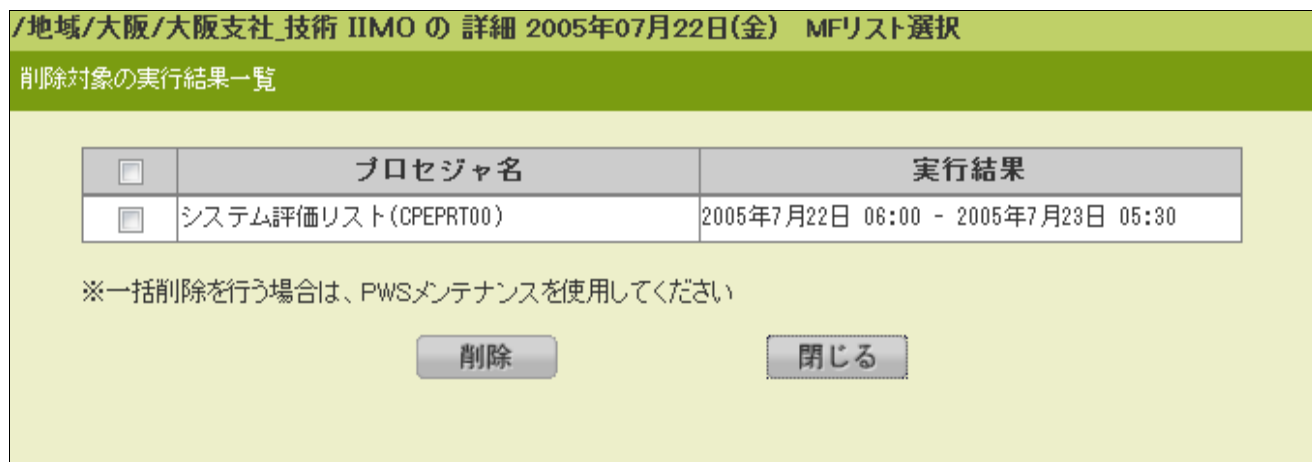 /地域/大阪/大阪支社_技術 IIMO の 詳細 2005年07月22日(金) MFリスト選択
削除対象の実行結果一覧
プロセジャ名 実行結果
システム評価リスト(CPEPRT00) 2005年7月22日 06:00 - 2005年7月23日 05:30
※一括削除を行う場合は、PWSメンテナンスを使用してください
削除 閉じる